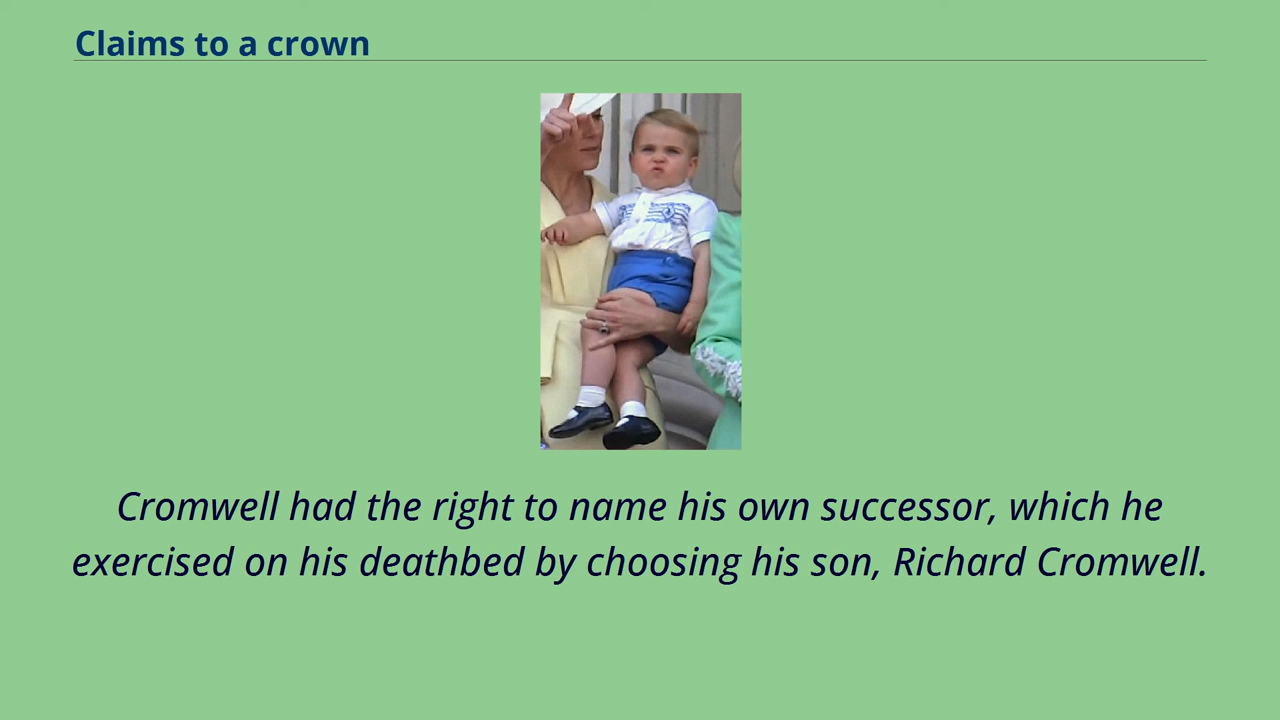 Claims to a crown
Cromwell had the right to name his own successor, which he
exercised on his deathbed by choosing his son, Richard Cromwell.